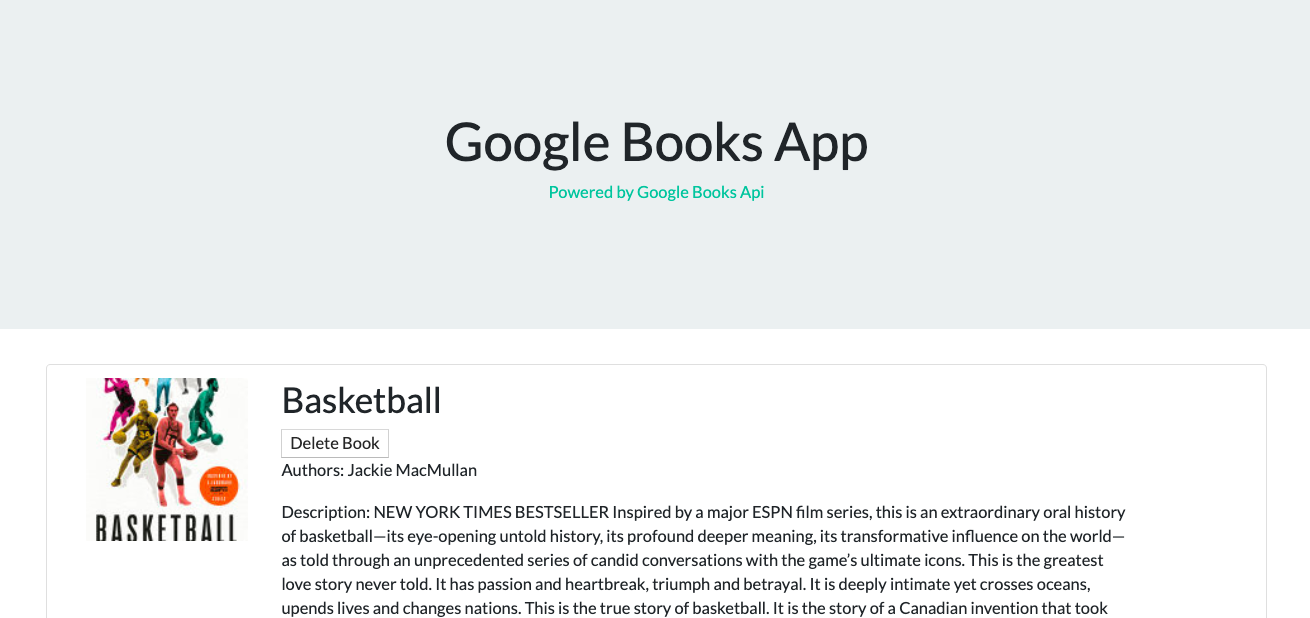 Google Books App
Powered by Google Books Api
Basketball
Delete Book
Authors: Jackie MacMullan
BASKETBALL
Description: NEW YORK TIMES BESTSELLER Inspired by a major ESPN film series, this is an extraordinary oral history
of basketball—its eye-opening untold history, its profound deeper meaning, its transformative influence on the world—
as told through an unprecedented series of candid conversations with the game’s ultimate icons. This is the greatest
love story never told. It has passion and heartbreak, triumph and betrayal. It is deeply intimate yet crosses oceans,
upends lives and changes nations. This is the true story of basketball. It is the story of a Canadian invention that took